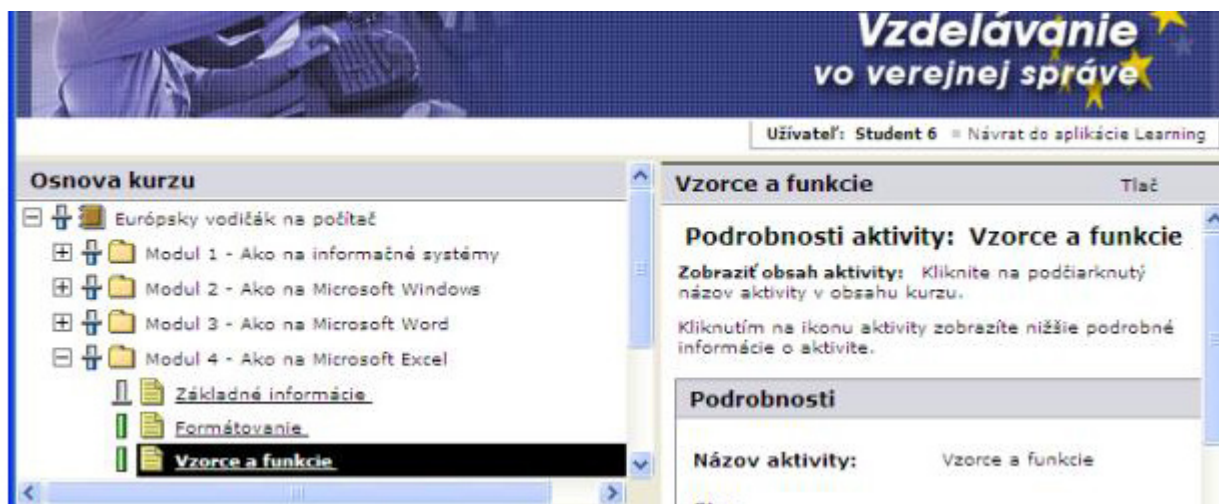 Vzdelávanie
vo verejnej správe
Užívateľ: Student 6 Návrat do aplikácie Learning
Osnova kurzu
Európsky vodičák na počítač
Modul 1 - Ako na informačné systémy
Modul 2 - Ako na Microsoft Windows
Modul 3 - Ako na Microsoft Word
Modul 4 - Ako na Microsoft Excel
Základné informácie
Formátovanie
Vzorce a funkcie
Vzorce a funkcie Tlač
Podrobnosti aktivity: Vzorce a funkcie
Zobraziť obsah aktivity: Kliknite na podčiarknutý
názov aktivity v obsahu kurzu.
Kliknutím na ikonu aktivity zobrazíte nižšie podrobné
informácie o aktivite.
Podrobnosti
Názov aktivity: Vzorce a funkcie